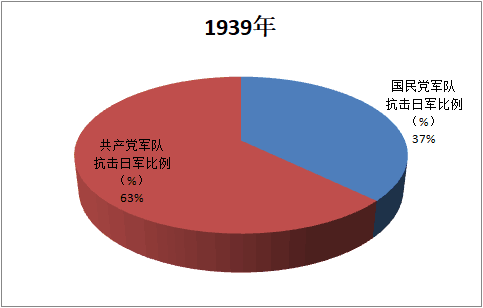 1939年
国民党军队
抗击日军比例
（%）
37%
共产党军队
抗击日军比例
（%）
63%